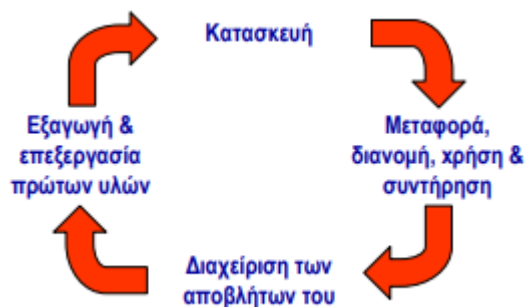 Κατασκευή
Εξαγωγή &
επεξεργασία
πρώτων υλών
Μεταφορά,
διανομή, χρήση &
συντήρηση
Διαχείριση των
αποβλήτων του